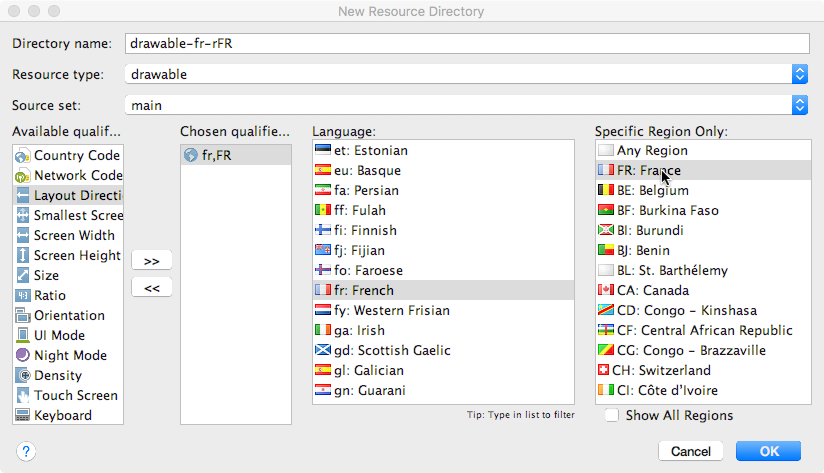 New Resource Directory
Directory name: drawable-fr-rFR
Resource type: drawable
Source set: main
Available qualif...
Country Code
Network Code
Layout Directi
Smallest Scree
Screen Width
Screen Height
Size
Ratio
Orientation
UI Mode
Night Mode
Density
Touch Screen
Keyboard
>>
<<
Chosen qualifie...
fr,FR
Language:
et: Estonian
eu: Basque
fa: Persian
ff: Fulah
fi: Finnish
fj: Fijian
fo: Faroese
fr: French
fy: Western Frisian
ga: Irish
gd: Scottish Gaelic
gl: Galician
gn: Guarani
Tip: Type in list to filter
Specific Region Only:
Any Region
FR: France
BE: Belgium
BF: Burkina Faso
BI: Burundi
BJ: Benin
BL: St. Barthélemy
CA: Canada
CD: Congo - Kinshasa
CF: Central African Republic
CG: Congo - Brazzaville
CH: Switzerland
CI: Côte d'Ivoire
Show All Regions
?
Cancel
OK